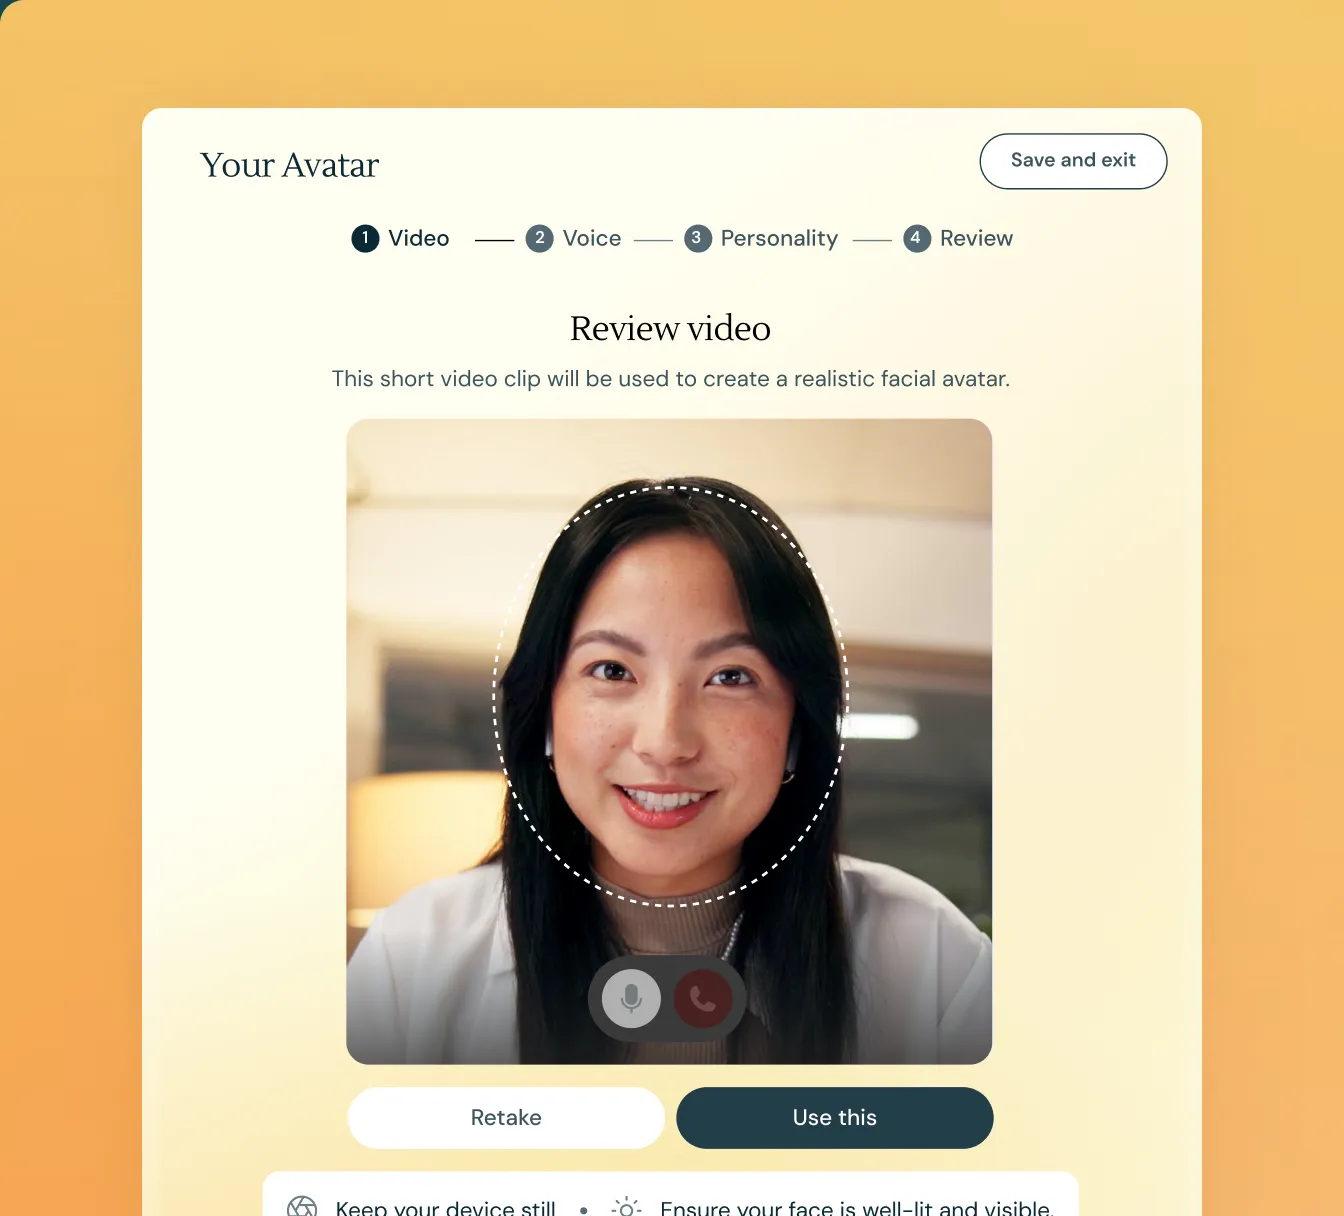 Your Avatar
Save and exit
1 Video
2 Voice
3 Personality
4 Review
Review video
This short video clip will be used to create a realistic facial avatar.
Retake
Use this
Keep your device still • Ensure your face is well-lit and visible.